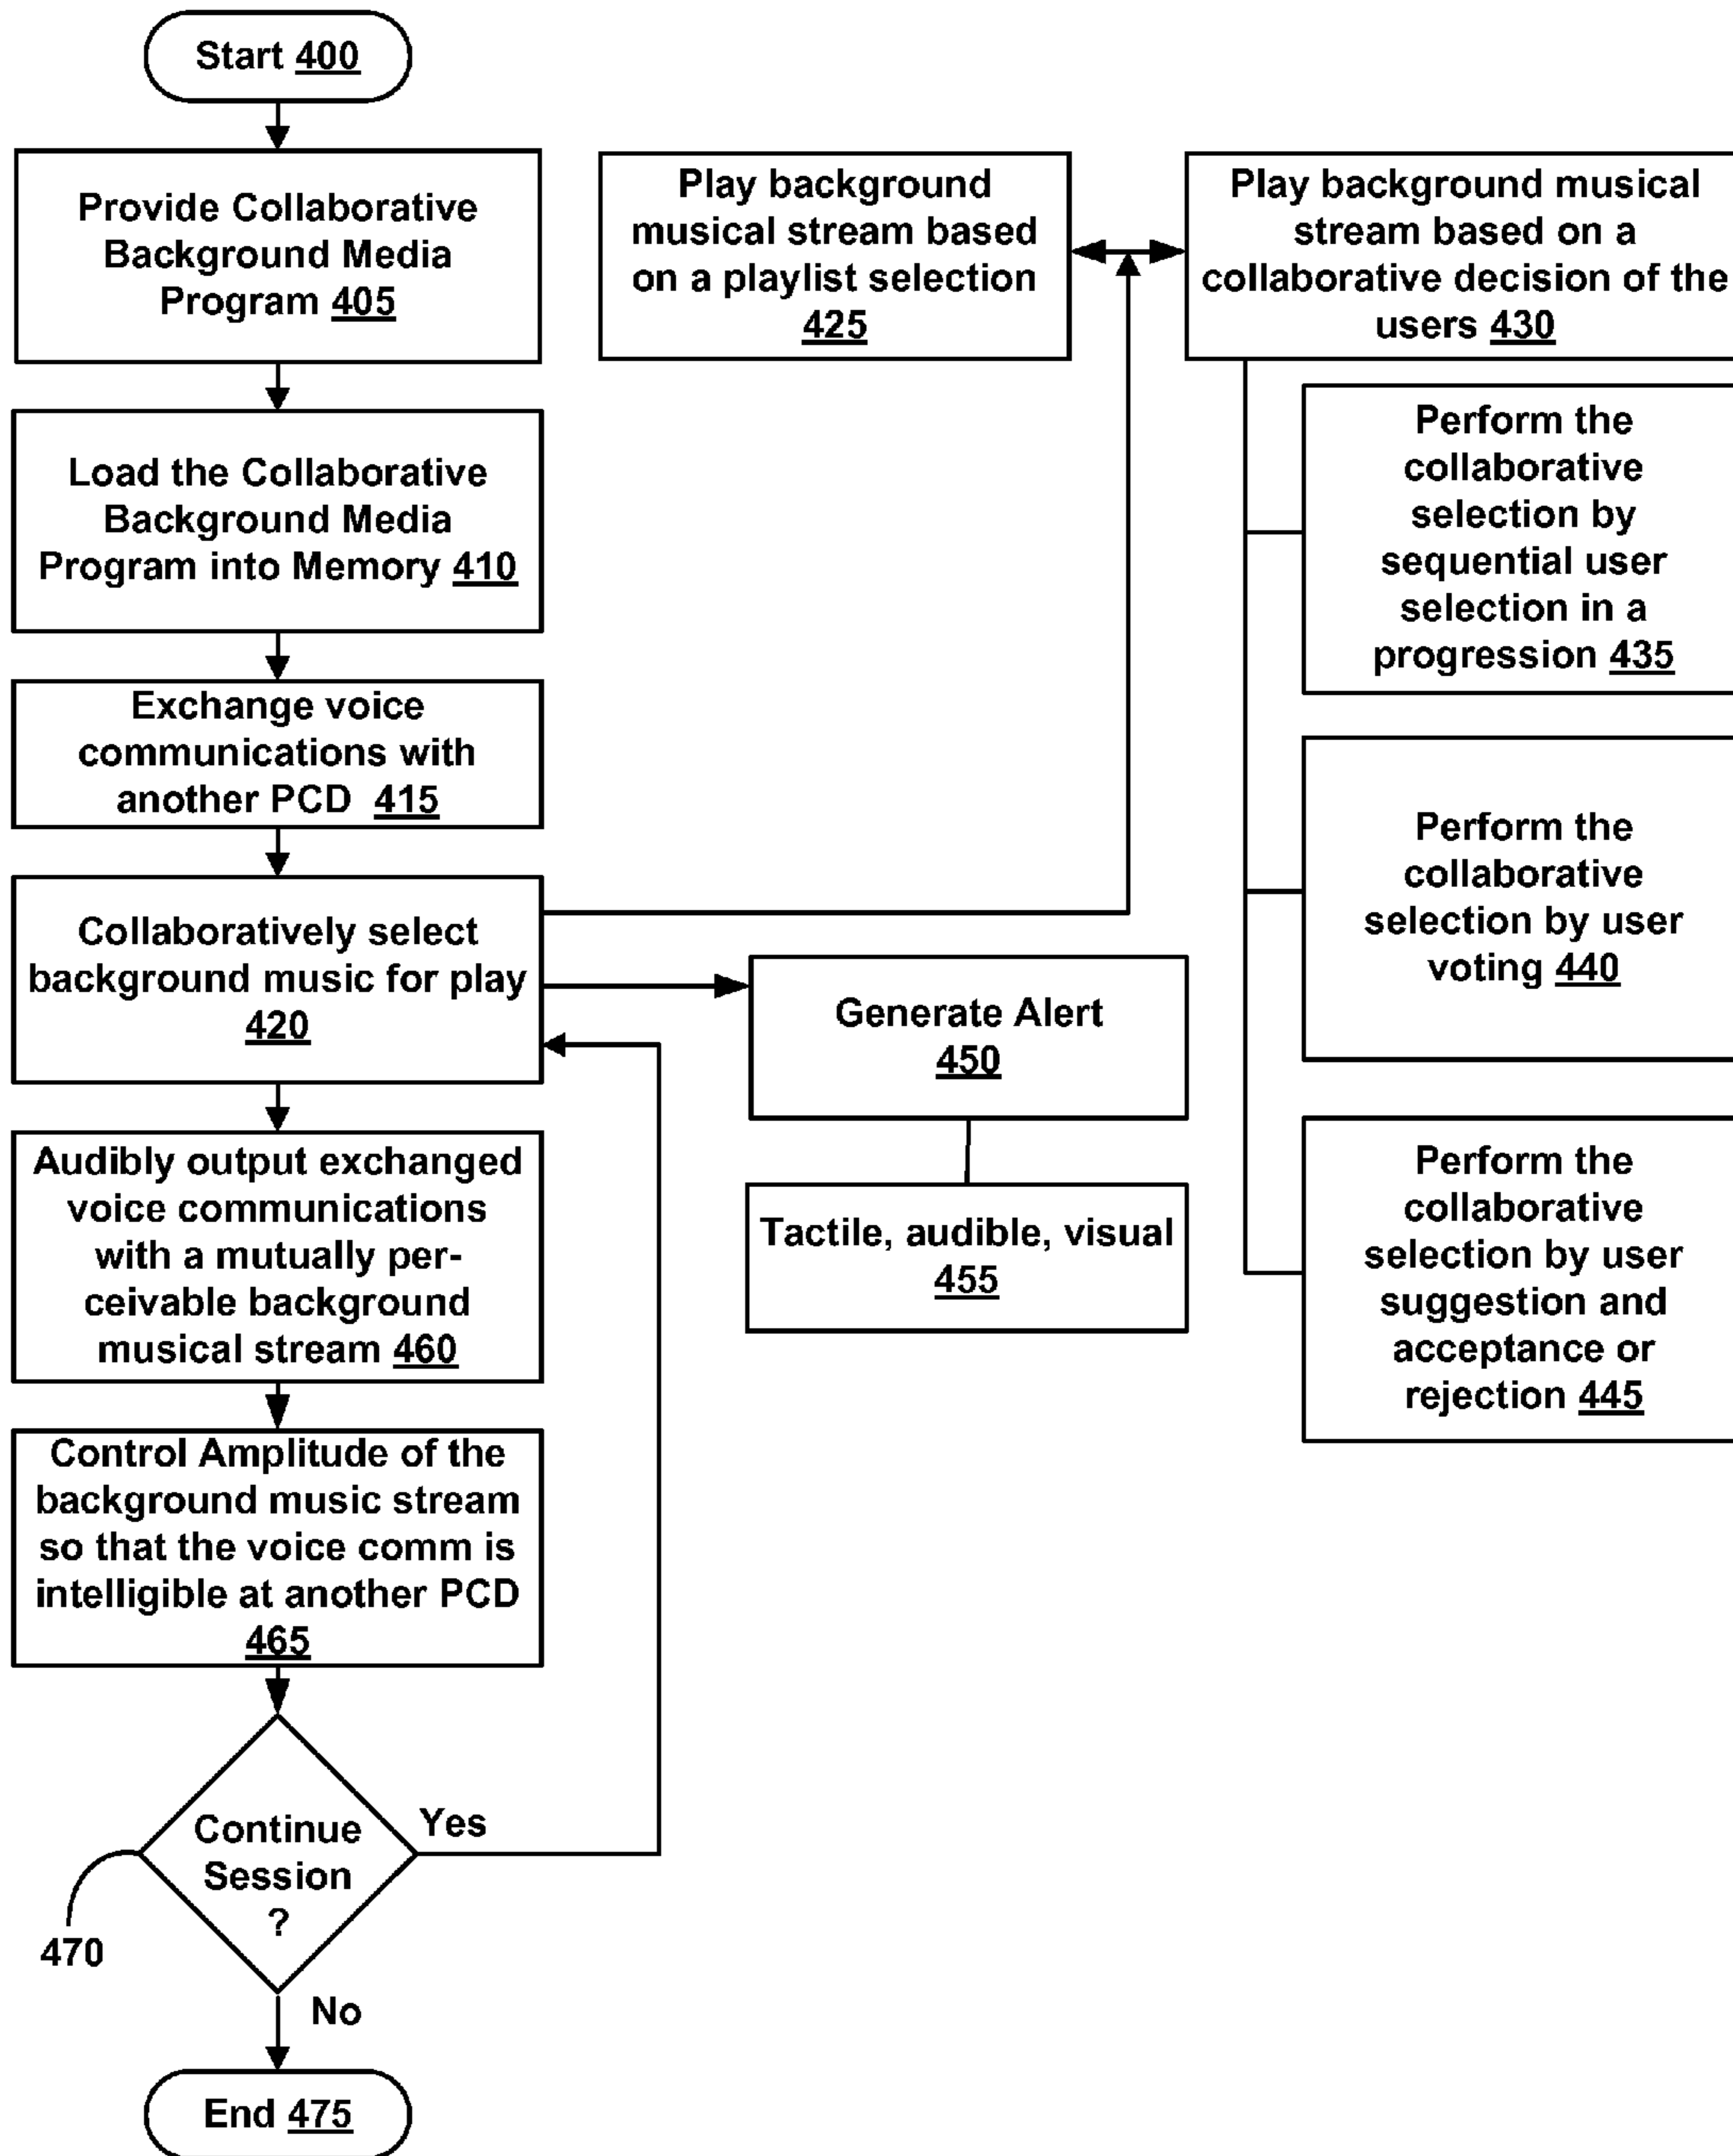 Start 400
Provide Collaborative
Background Media
Program 405
Load the Collaborative
Background Media
Program into Memory 410
Exchange voice
communications with
another PCD 415
Collaboratively select
background music for play
420
Audibly output exchanged
voice communications
with a mutually per-
ceivable background
musical stream 460
Control Amplitude of the
background music stream
so that the voice comm is
intelligible at another PCD
465
Continue
Session
?
Yes
470
No
End 475
Play background
musical stream based
on a playlist selection
425
Play background musical
stream based on a
collaborative decision of the
users 430
Perform the
collaborative
selection by
sequential user
selection in a
progression 435
Perform the
collaborative
selection by user
voting 440
Perform the
collaborative
selection by user
suggestion and
acceptance or
rejection 445
Generate Alert
450
Tactile, audible, visual
455